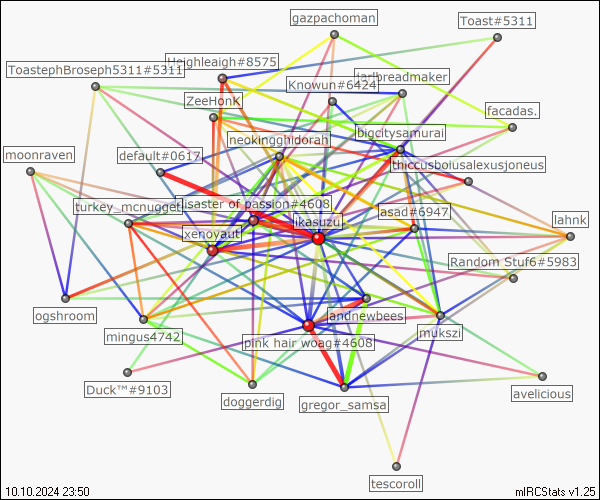 gazpachoman
Toast#5311
Heighleaigh#8575
ToastephBroseph5311#5311
jarlbreadmaker
Knowun#6424
ZeeHonk
facadas.
bigcitysamurai
neokingghidorah
moonraven
default#0617
thiccusboiusalexusjoneus
disaster of passion#4608
turkey_mcnugget
asad#6947
ikasuzu
lahnk
xenoyaut
Random Stuf6#5983
ogshroom
landnewbees
mingus4742
mukszi
pink hair woag#4608
Duck™#9103
avelicious
doggerdig
gregor_samsa
tescoroll
10.10.2024 23:50
mIRCStats v1.25